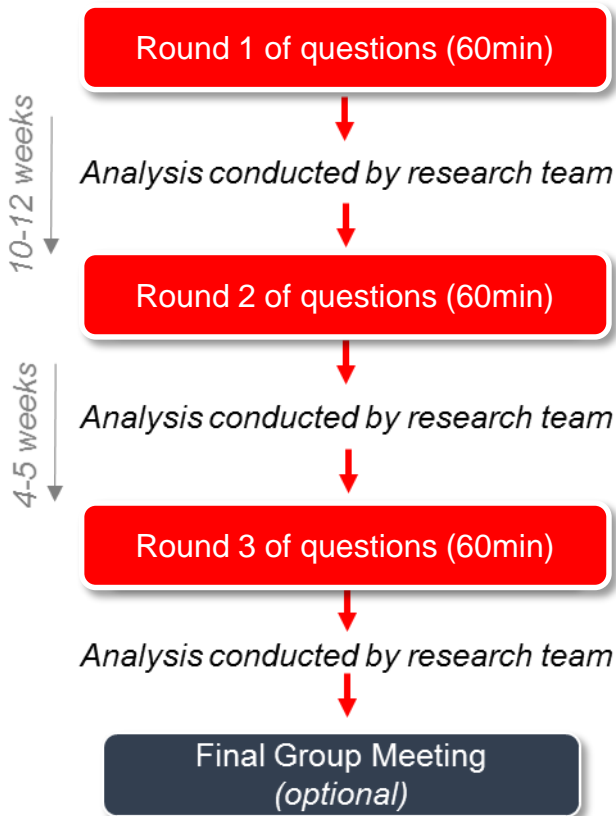 Round 1 of questions (60min)
10-12 weeks
Analysis conducted by research team
Round 2 of questions (60min)
4-5 weeks
Analysis conducted by research team
Round 3 of questions (60min)
Analysis conducted by research team
Final Group Meeting
(optional)